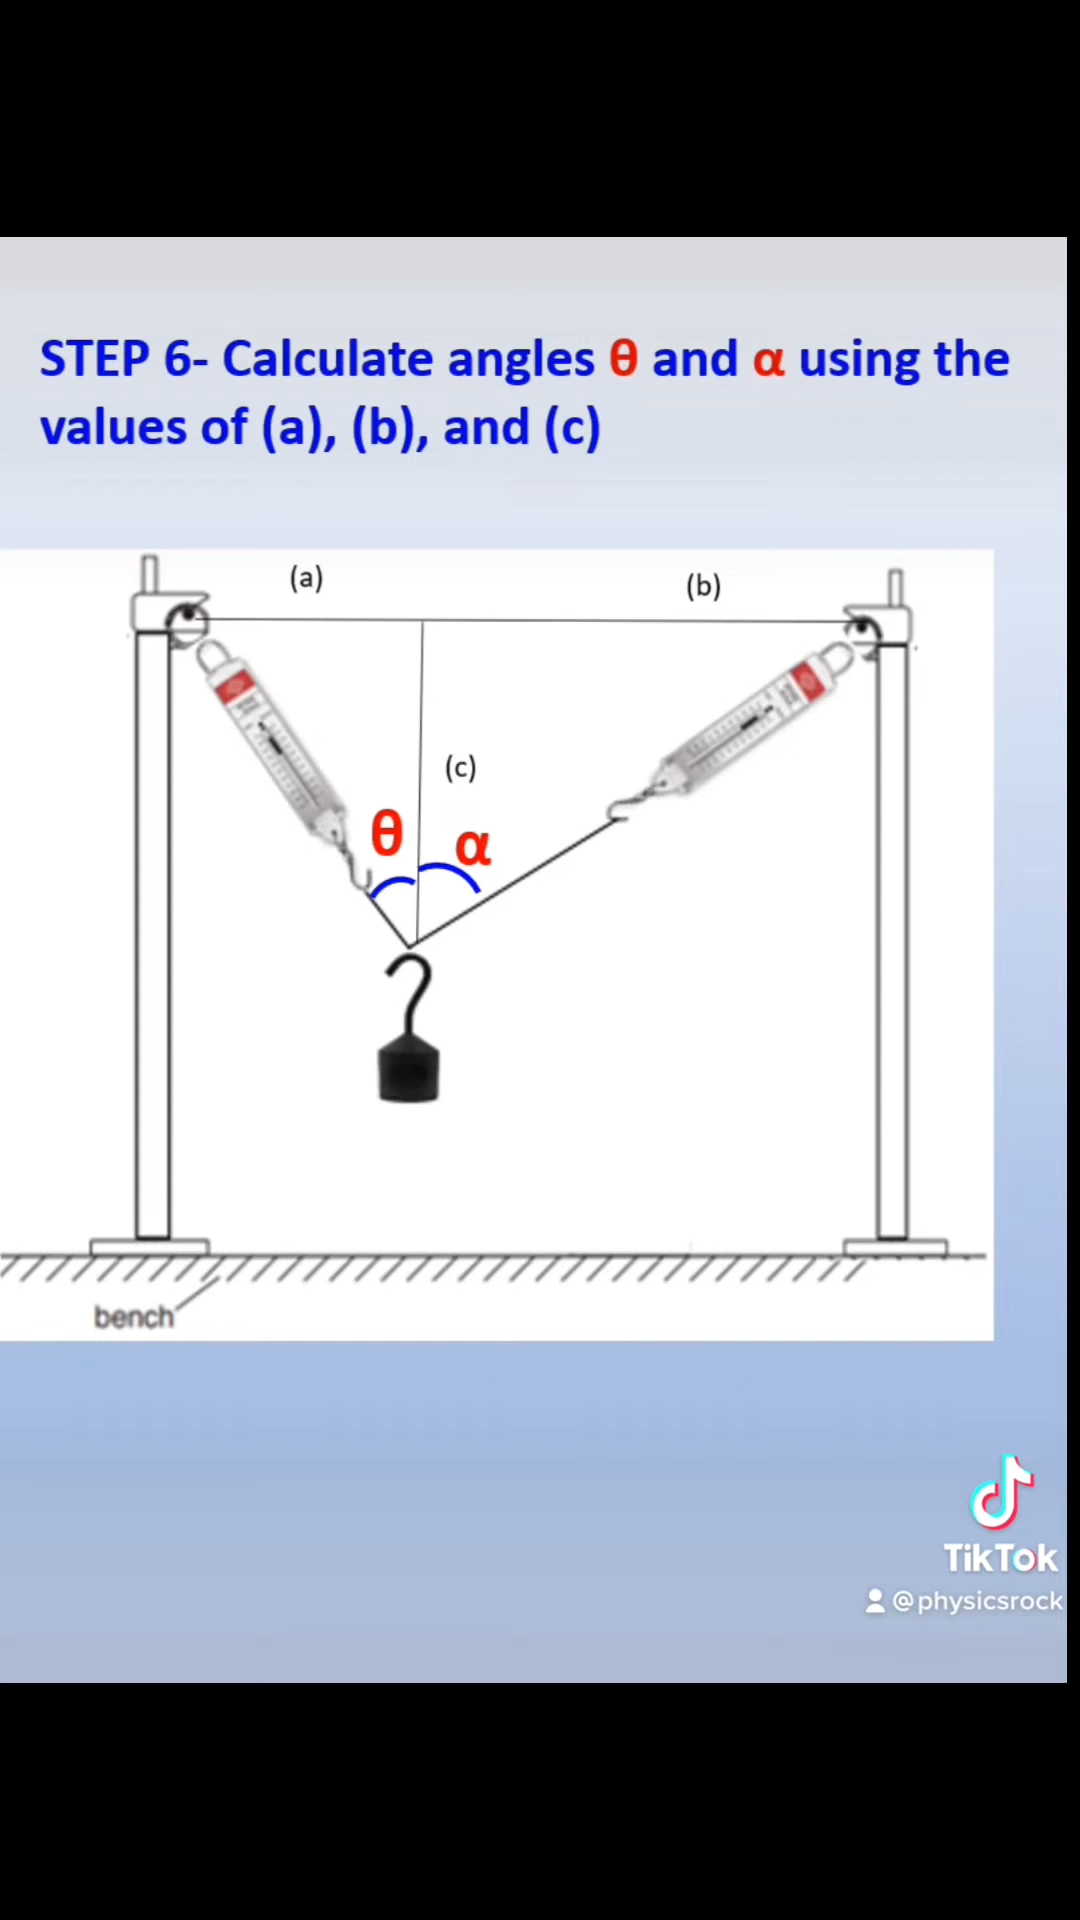 STEP 6- Calculate angles θ and α using the
values of (a), (b), and (c)
(a)
(b)
(c)
θ
α
bench
TikTok
@physicsrock